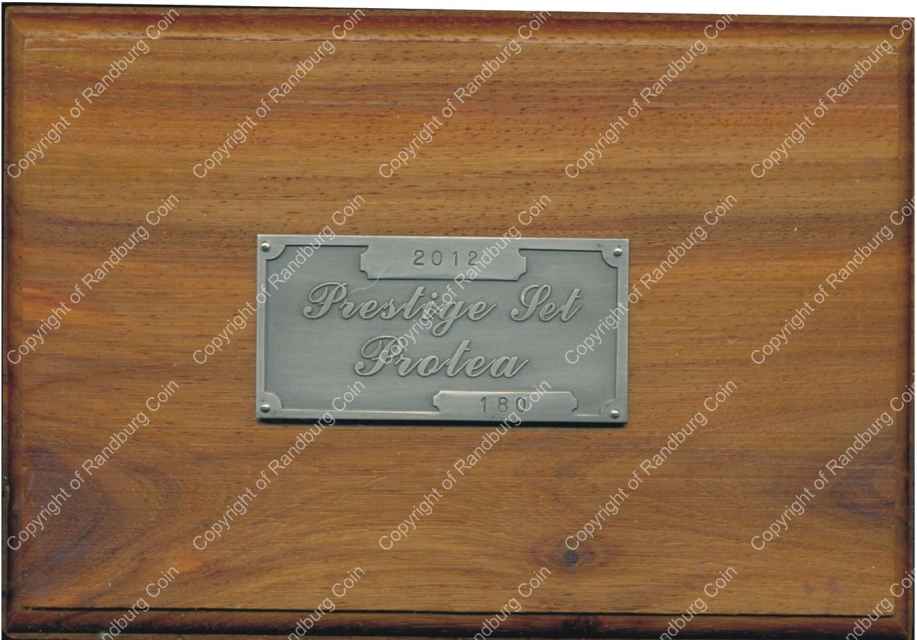 2012
Prestige Set
Protea
180
Copyright of Randburg Coin